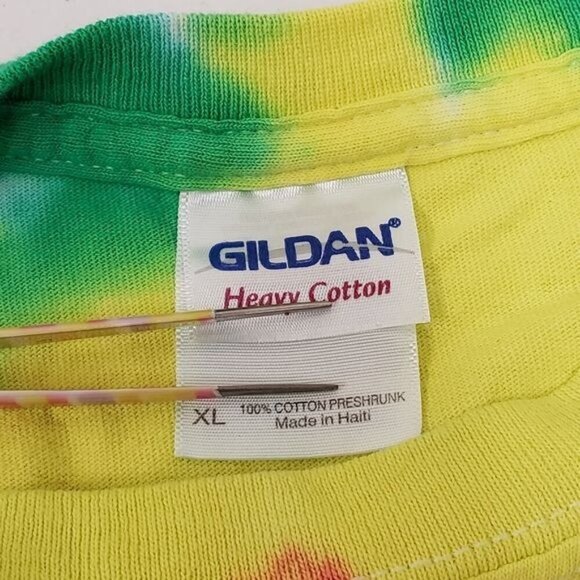 GILDAN®
Heavy Cotton
XL 100% COTTON PRESHRUNK
Made in Haiti